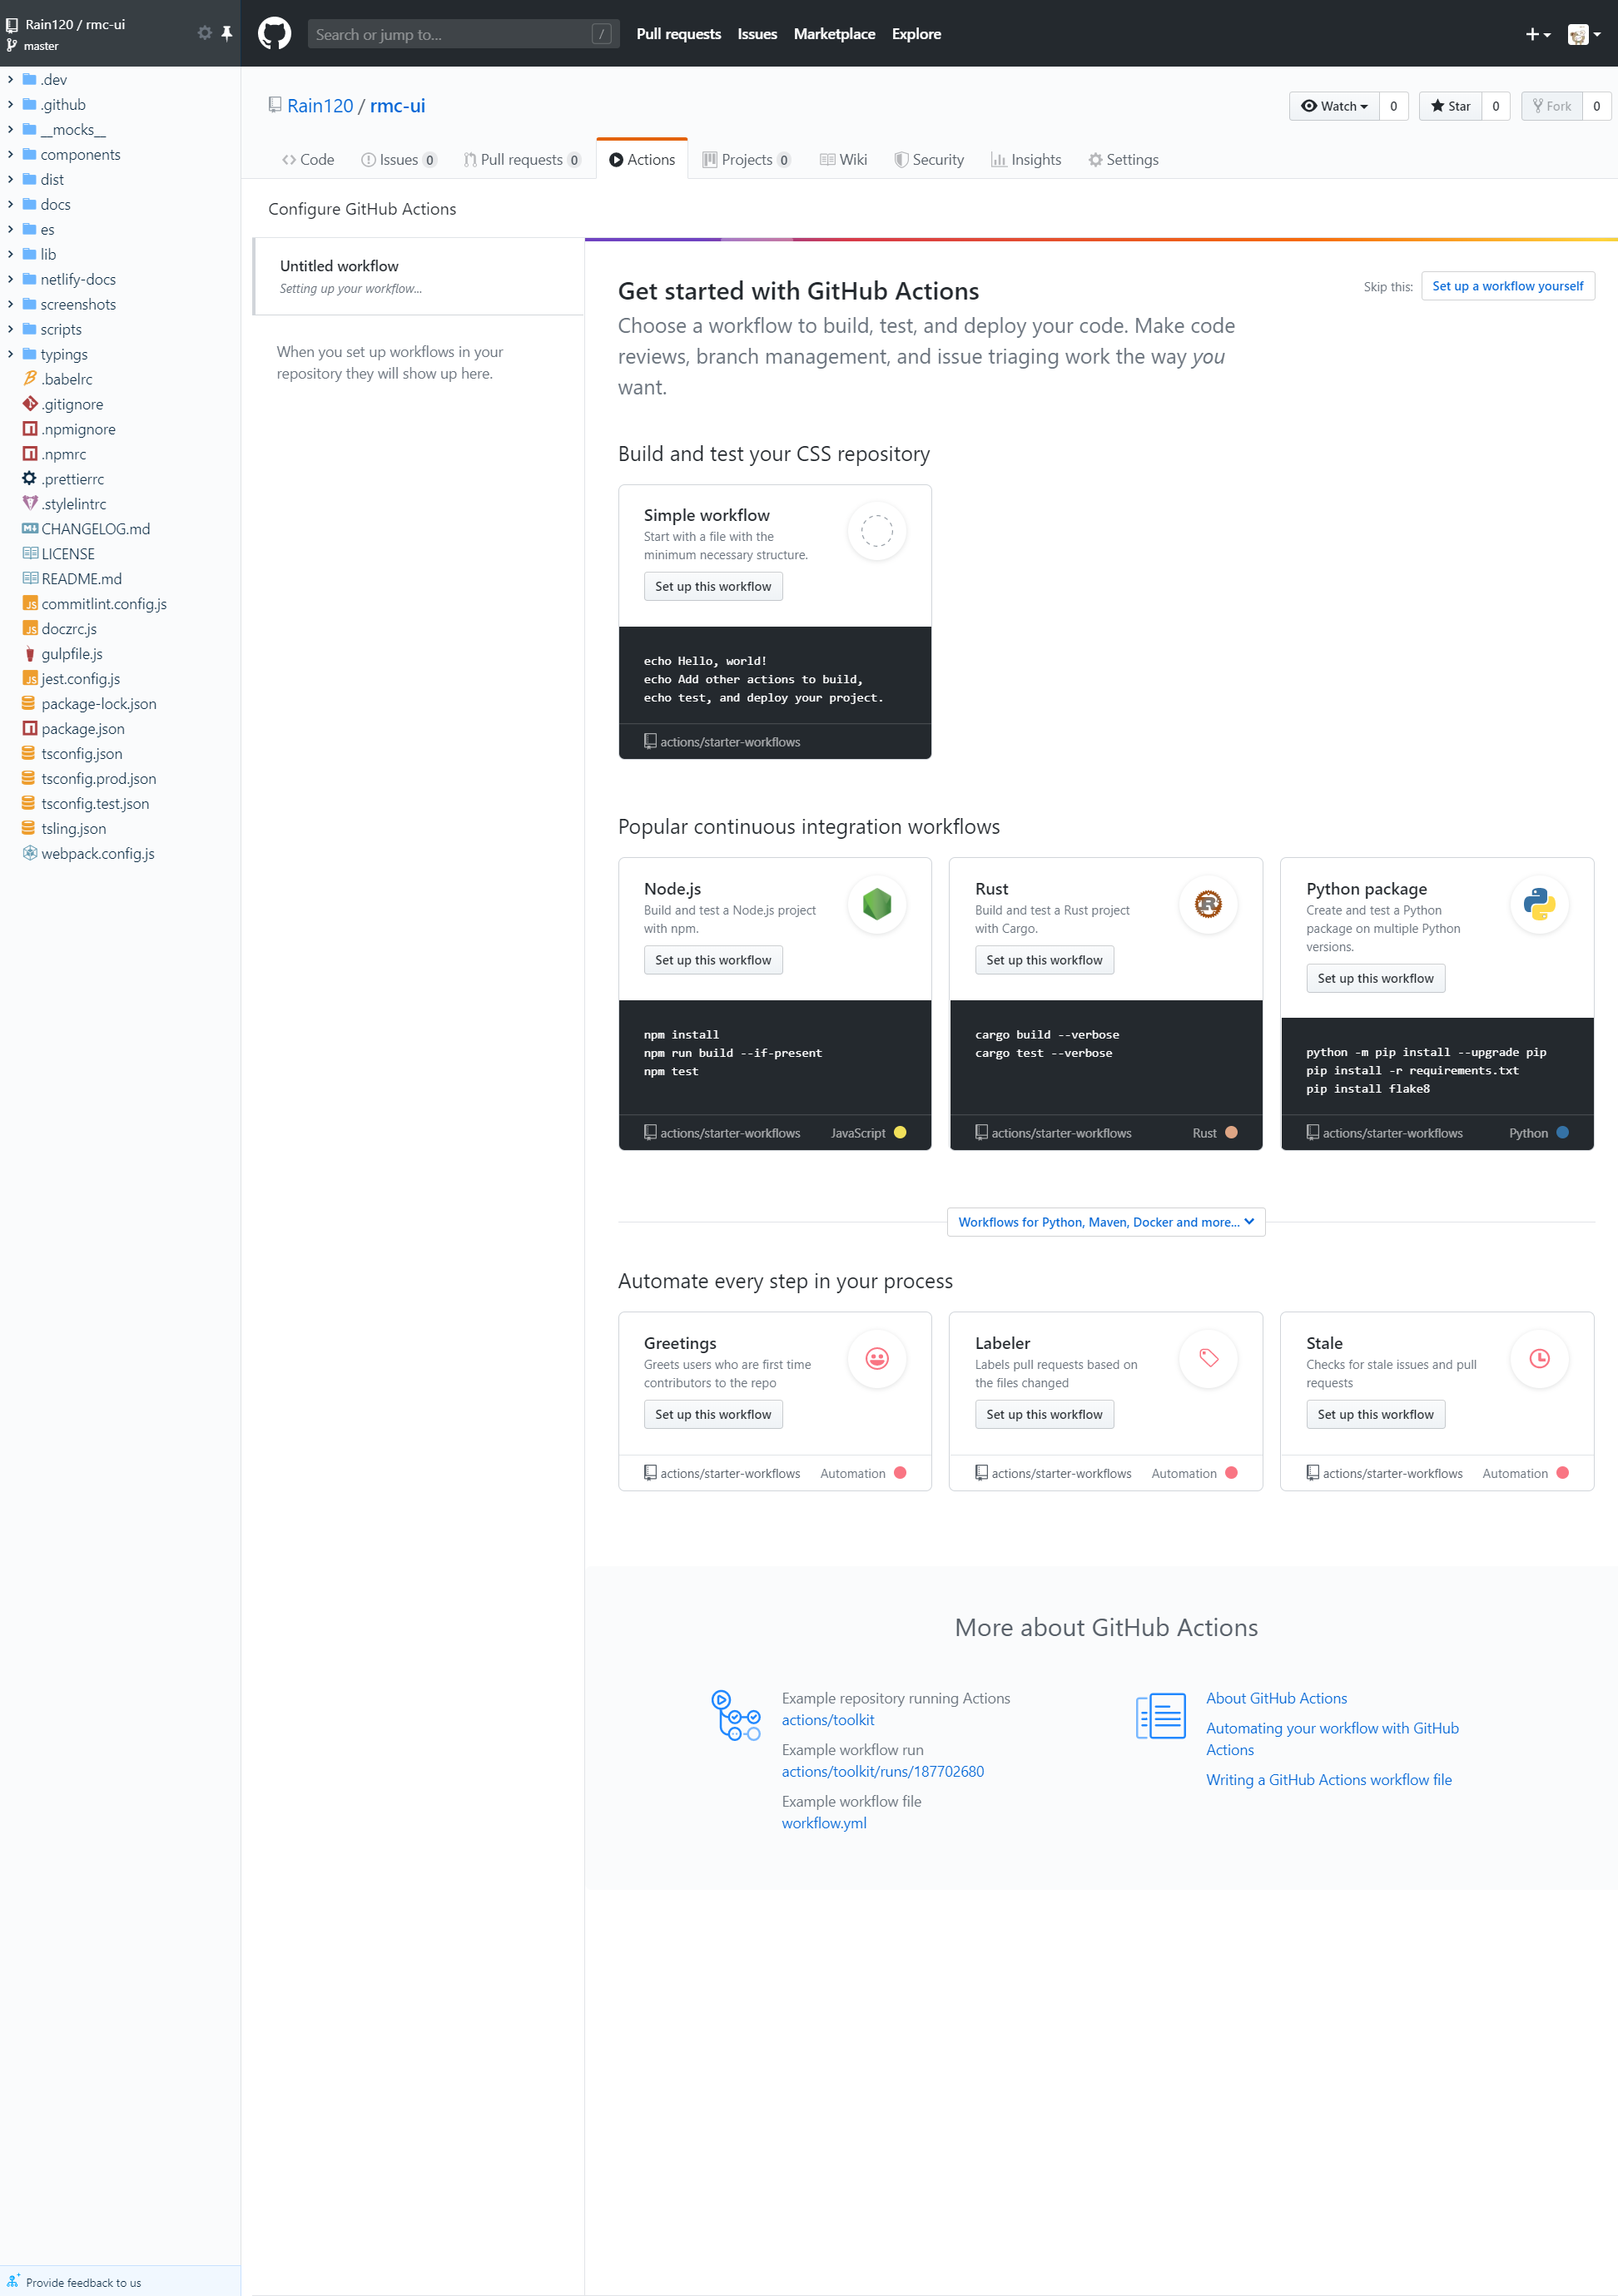 Rain120 / rmc-ui
master
.dev
.github
__mocks__
components
dist
docs
es
lib
netlify-docs
screenshots
scripts
typings
.babelrc
.gitignore
.npmignore
.npmrc
.prettierrc
.stylelintrc
CHANGELOG.md
LICENSE
README.md
commitlint.config.js
doczrc.js
gulpfile.js
jest.config.js
package-lock.json
package.json
tsconfig.json
tsconfig.prod.json
tsconfig.test.json
tsling.json
webpack.config.js
Provide feedback to us
Search or jump to... /
Pull requests Issues Marketplace Explore
Rain120 / rmc-ui
Watch 0 Star 0 Fork 0
Code Issues 0 Pull requests 0 Actions Projects 0 Wiki Security Insights Settings
Configure GitHub Actions
Untitled workflow
Setting up your workflow...
When you set up workflows in your
repository they will show up here.
Get started with GitHub Actions
Skip this: Set up a workflow yourself
Choose a workflow to build, test, and deploy your code. Make code
reviews, branch management, and issue triaging work the way you
want.
Build and test your CSS repository
Simple workflow
Start with a file with the
minimum necessary structure.
Set up this workflow
echo Hello, world!
echo Add other actions to build,
echo test, and deploy your project.
actions/starter-workflows
Popular continuous integration workflows
Node.js
Build and test a Node.js project
with npm.
Set up this workflow
npm install
npm run build --if-present
npm test
actions/starter-workflows JavaScript
Rust
Build and test a Rust project
with Cargo.
Set up this workflow
cargo build --verbose
cargo test --verbose
actions/starter-workflows Rust
Python package
Create and test a Python
package on multiple Python
versions.
Set up this workflow
python -m pip install --upgrade pip
pip install -r requirements.txt
pip install flake8
actions/starter-workflows Python
Workflows for Python, Maven, Docker and more...
Automate every step in your process
Greetings
Greets users who are first time
contributors to the repo
Set up this workflow
actions/starter-workflows Automation
Labeler
Labels pull requests based on
the files changed
Set up this workflow
actions/starter-workflows Automation
Stale
Checks for stale issues and pull
requests
Set up this workflow
actions/starter-workflows Automation
More about GitHub Actions
Example repository running Actions
actions/toolkit
Example workflow run
actions/toolkit/runs/187702680
Example workflow file
workflow.yml
About GitHub Actions
Automating your workflow with GitHub
Actions
Writing a GitHub Actions workflow file